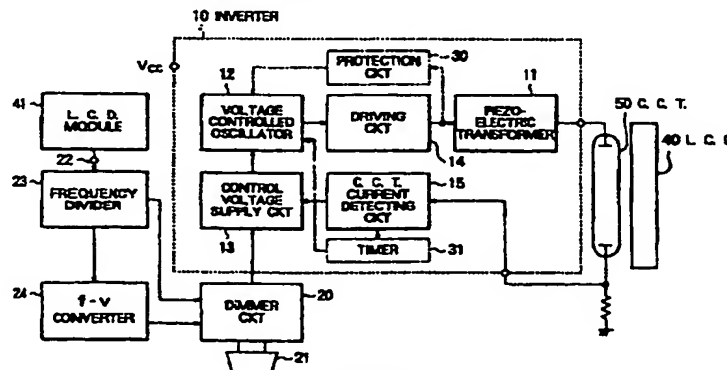 10 INVERTER
Vcc
30
PROTECTION
CKT
12
11
41
L. C. D.
MODULE
VOLTAGE
CONTROLLED
OSCILLATOR
DRIVING
CKT
PIEZO-
ELECTRIC
TRANSFORMER
50 C. C. T.
40 L. C.
22
14
23
FREQUENCY
DIVIDER
CONTROL
VOLTAGE
SUPPLY CKT
C. C. T.
CURRENT
DETECTING
CKT
15
13
TIMER
31
24
f - v
CONVERTER
20
DIMMER
CKT
21